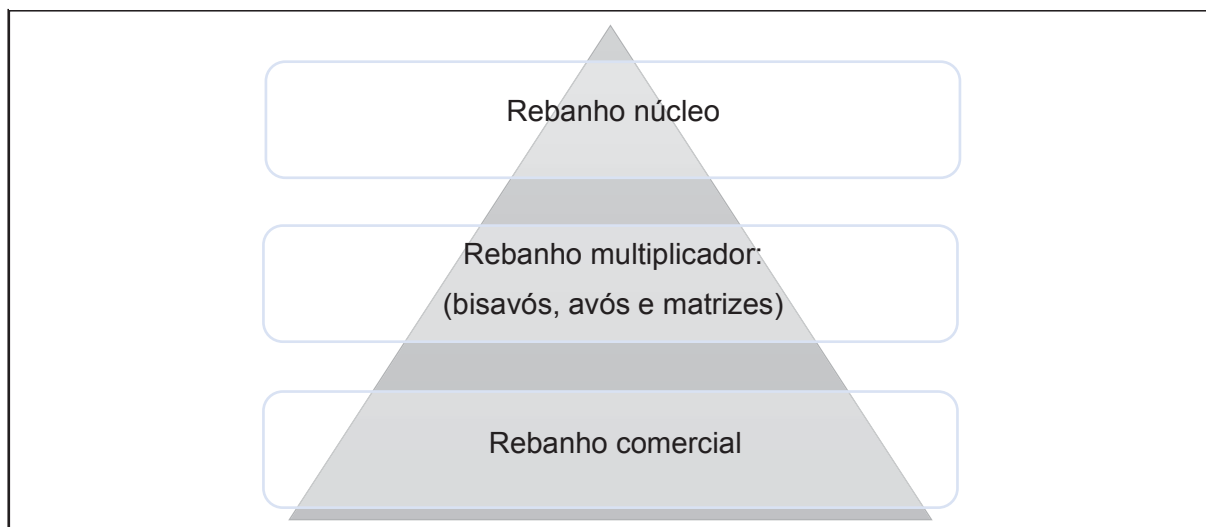 Rebanho núcleo
Rebanho multiplicador:
(bisavós, avós e matrizes)
Rebanho comercial